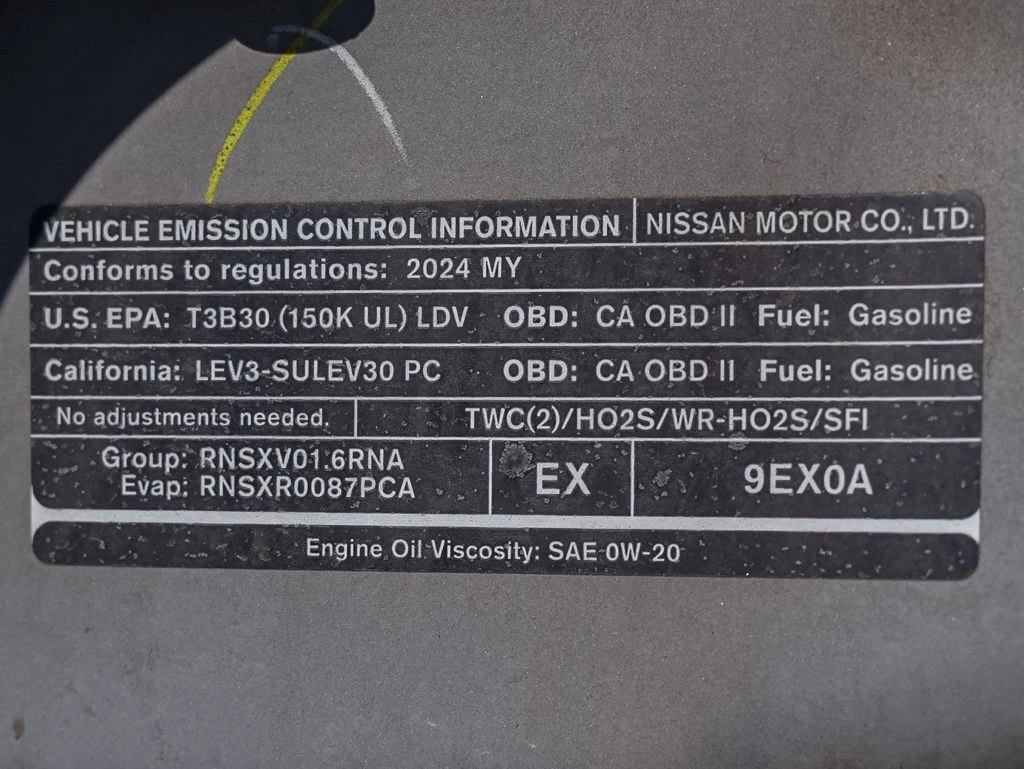 VEHICLE EMISSION CONTROL INFORMATION NISSAN MOTOR CO., LTD.
Conforms to regulations: 2024 MY
U.S. EPA: T3B30 (150K UL) LDV OBD: CA OBD II Fuel: Gasoline
California: LEV3-SULEV30 PC OBD: CA OBD II Fuel: Gasoline
No adjustments needed. TWC(2)/HO2S/WR-HO2S/SFI
Group: RNSXV01.6RNA
Evap: RNSXR0087PCA
EX 9EX0A
Engine Oil Viscosity: SAE 0W-20